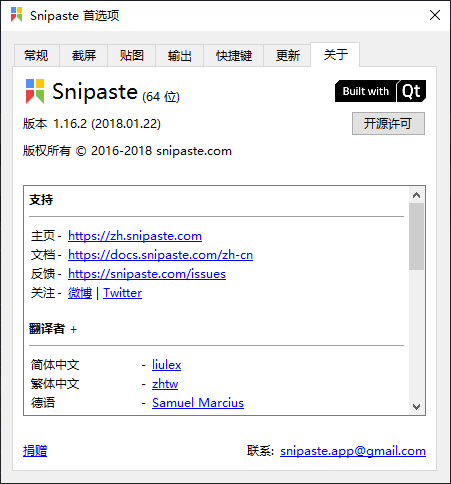 Snipaste 首选项
常规 截屏 贴图 输出 快捷键 更新 关于
Snipaste (64 位)
Built with Qt
版本 1.16.2 (2018.01.22)
开源许可
版权所有 © 2016-2018 snipaste.com
支持
主页 - https://zh.snipaste.com
文档 - https://docs.snipaste.com/zh-cn
反馈 - https://snipaste.com/issues
关注 - 微博 | Twitter
翻译者 +
简体中文 - liulex
繁体中文 - zhtw
德语 - Samuel Marcius
捐赠 联系: snipaste.app@gmail.com